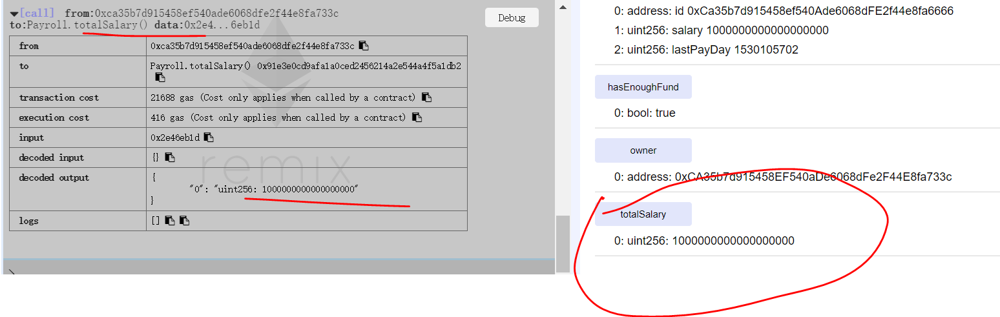 [call] from:0xca35b7d915458ef540ade6068dfe2f44e8fa733c
to:Payroll.totalSalary() data:0x2e4...6eb1d
Debug
from 0xca35b7d915458ef540ade6068dfe2f44e8fa733c
to Payroll.totalSalary() 0x91e3e0cd9afa1a0ced2456214a2e544a4f5a1db2
transaction cost 21688 gas (Cost only applies when called by a contract)
execution cost 416 gas (Cost only applies when called by a contract)
input 0x2e46eb1d
decoded input {}
decoded output {
"0": "uint256: 1000000000000000000"
}
logs []
remix
0: address: id 0xCa35b7d915458ef540Ade6068dFE2f44e8fa6666
1: uint256: salary 1000000000000000000
2: uint256: lastPayDay 1530105702
hasEnoughFund
0: bool: true
owner
0: address: 0xCA35b7d915458EF540aDe6068dFe2F44E8fa733c
totalSalary
0: uint256: 1000000000000000000